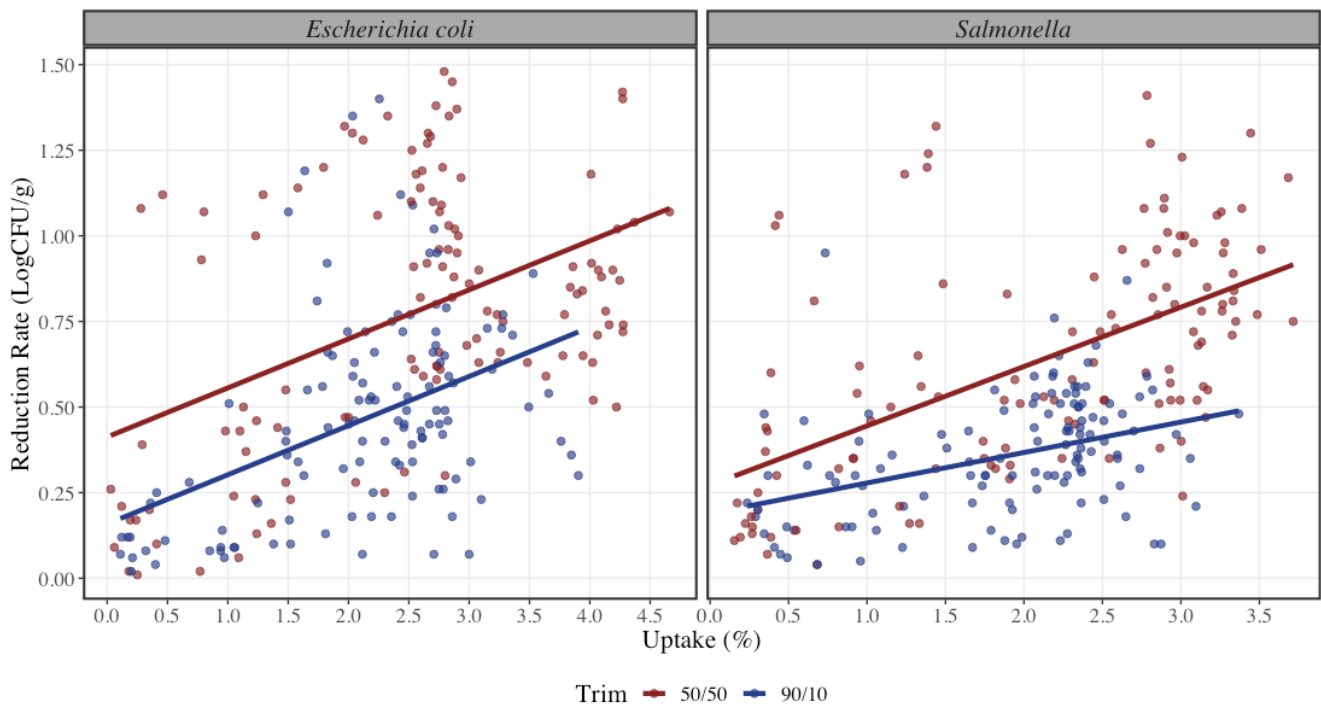 Escherichia coli
Salmonella
Reduction Rate (LogCFU/g)
1.50
1.25
1.00
0.75
0.50
0.25
0.00
0.0 0.5 1.0 1.5 2.0 2.5 3.0 3.5 4.0 4.5
0.0 0.5 1.0 1.5 2.0 2.5 3.0 3.5
Uptake (%)
Trim 50/50 90/10